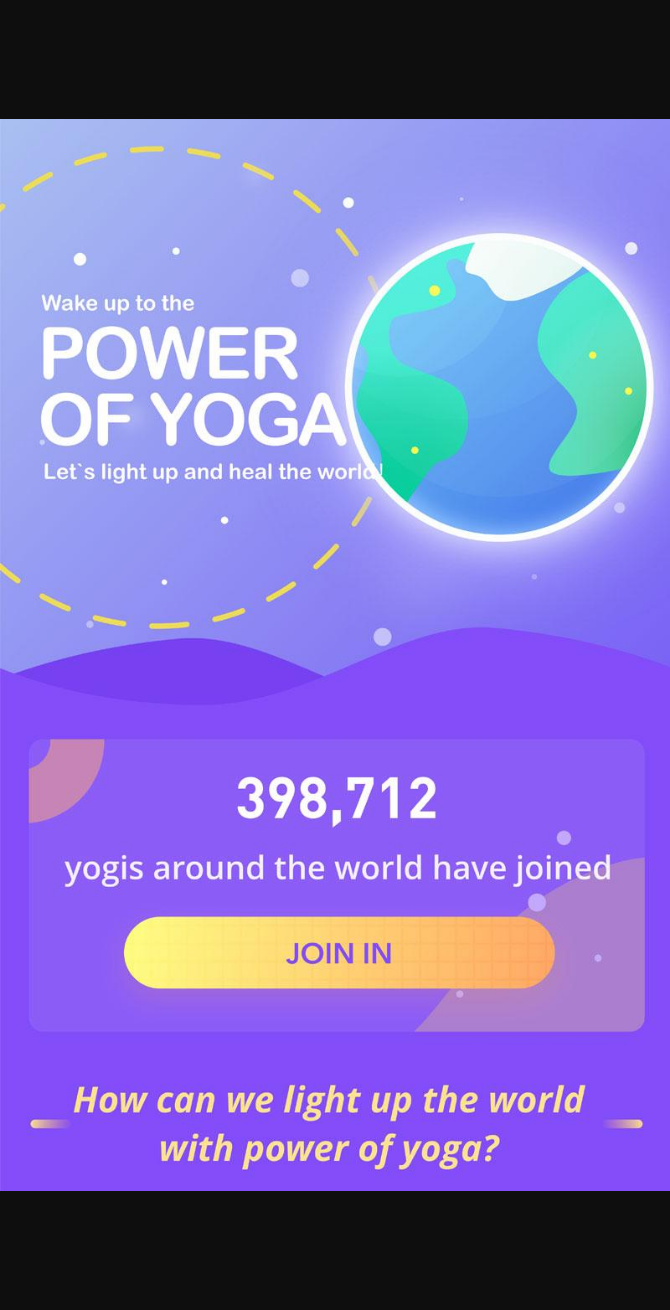 Wake up to the
POWER
OF YOGA
Let`s light up and heal the world!
398,712
yogis around the world have joined
JOIN IN
How can we light up the world
with power of yoga?